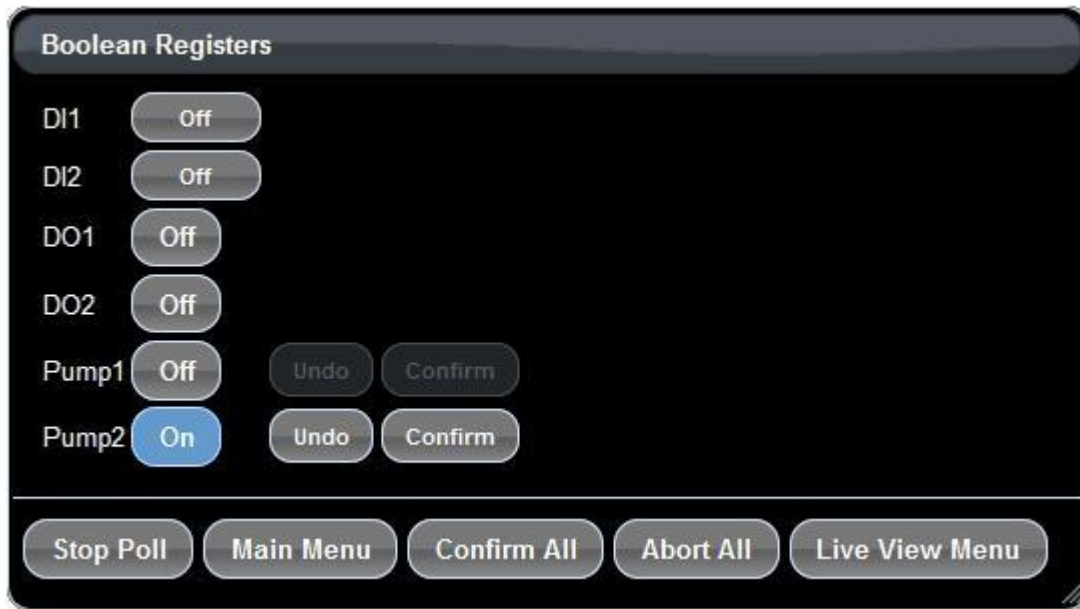 Boolean Registers
DI1 Off
DI2 Off
DO1 Off
DO2 Off
Pump1 Off Undo Confirm
Pump2 On Undo Confirm
Stop Poll Main Menu Confirm All Abort All Live View Menu